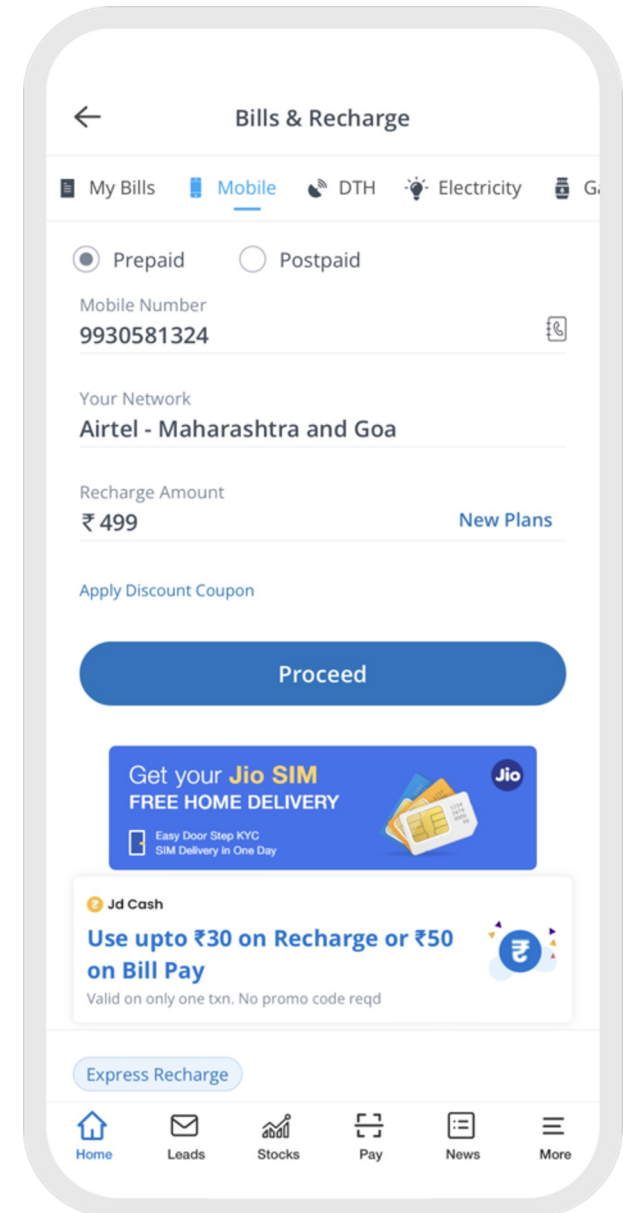 Bills & Recharge
My Bills Mobile DTH Electricity
Prepaid Postpaid
Mobile Number
9930581324
Your Network
Airtel - Maharashtra and Goa
Recharge Amount
₹ 499 New Plans
Apply Discount Coupon
Proceed
Get your Jio SIM
FREE HOME DELIVERY
Easy Door Step KYC
SIM Delivery in One Day
Jio
Jd Cash
Use upto ₹30 on Recharge or ₹50
on Bill Pay
Valid on only one txn. No promo code reqd
Express Recharge
Home Leads Stocks Pay News More